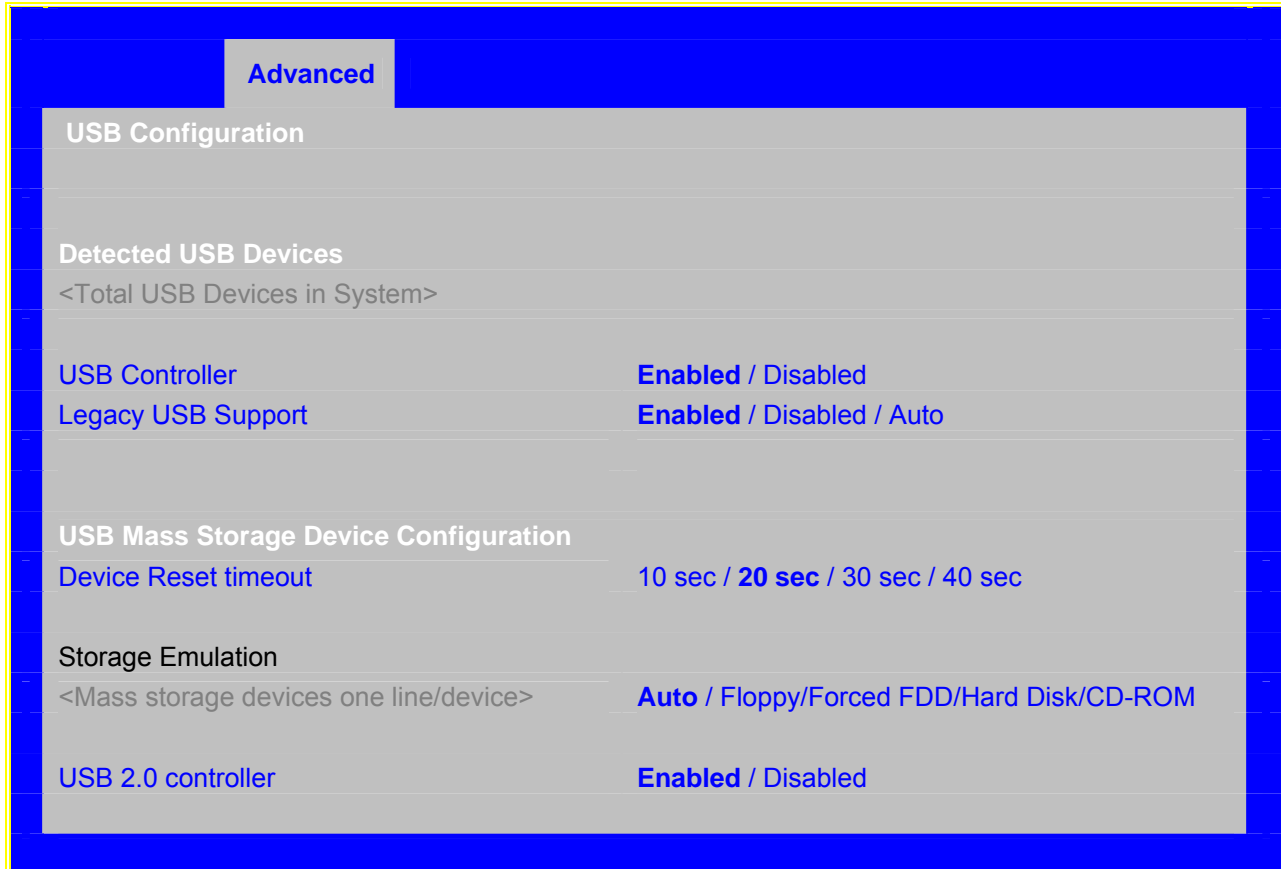 Advanced
USB Configuration
Detected USB Devices
<Total USB Devices in System>
USB Controller Enabled / Disabled
Legacy USB Support Enabled / Disabled / Auto
USB Mass Storage Device Configuration
Device Reset timeout 10 sec / 20 sec / 30 sec / 40 sec
Storage Emulation
<Mass storage devices one line/device> Auto / Floppy/Forced FDD/Hard Disk/CD-ROM
USB 2.0 controller Enabled / Disabled